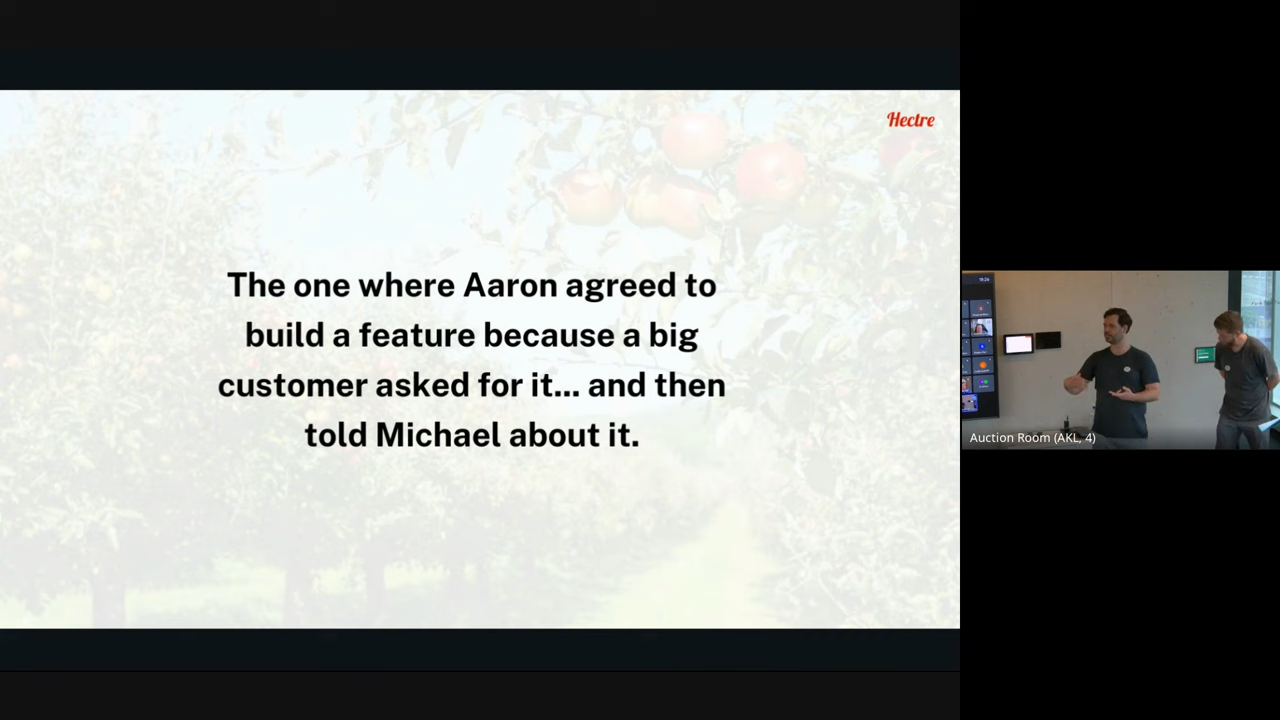 Hectre
The one where Aaron agreed to
build a feature because a big
customer asked for it... and then
told Michael about it.
Auction Room (AKL, 4)